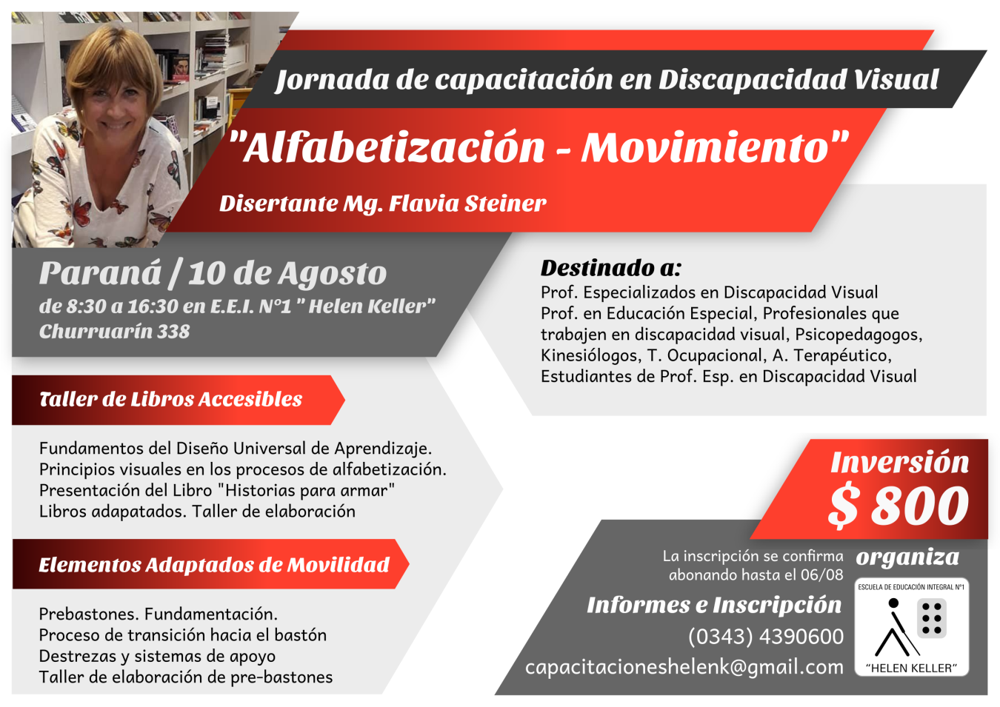 Jornada de capacitación en Discapacidad Visual
"Alfabetización - Movimiento"
Disertante Mg. Flavia Steiner
Paraná / 10 de Agosto
de 8:30 a 16:30 en E.E.I. Nº1 " Helen Keller"
Churruarín 338
Destinado a:
Prof. Especializados en Discapacidad Visual
Prof. en Educación Especial, Profesionales que
trabajen en discapacidad visual, Psicopedagogos,
Kinesiólogos, T. Ocupacional, A. Terapéutico,
Estudiantes de Prof. Esp. en Discapacidad Visual
Taller de Libros Accesibles
Fundamentos del Diseño Universal de Aprendizaje.
Principios visuales en los procesos de alfabetización.
Presentación del Libro "Historias para armar"
Libros adapatados. Taller de elaboración
Elementos Adaptados de Movilidad
Prebastones. Fundamentación.
Proceso de transición hacia el bastón
Destrezas y sistemas de apoyo
Taller de elaboración de pre-bastones
Inversión
$ 800
La inscripción se confirma
abonando hasta el 06/08
Informes e Inscripción
(0343) 4390600
capacitacioneshelenk@gmail.com
organiza
ESCUELA DE EDUCACIÓN INTEGRAL Nº1
“HELEN KELLER”